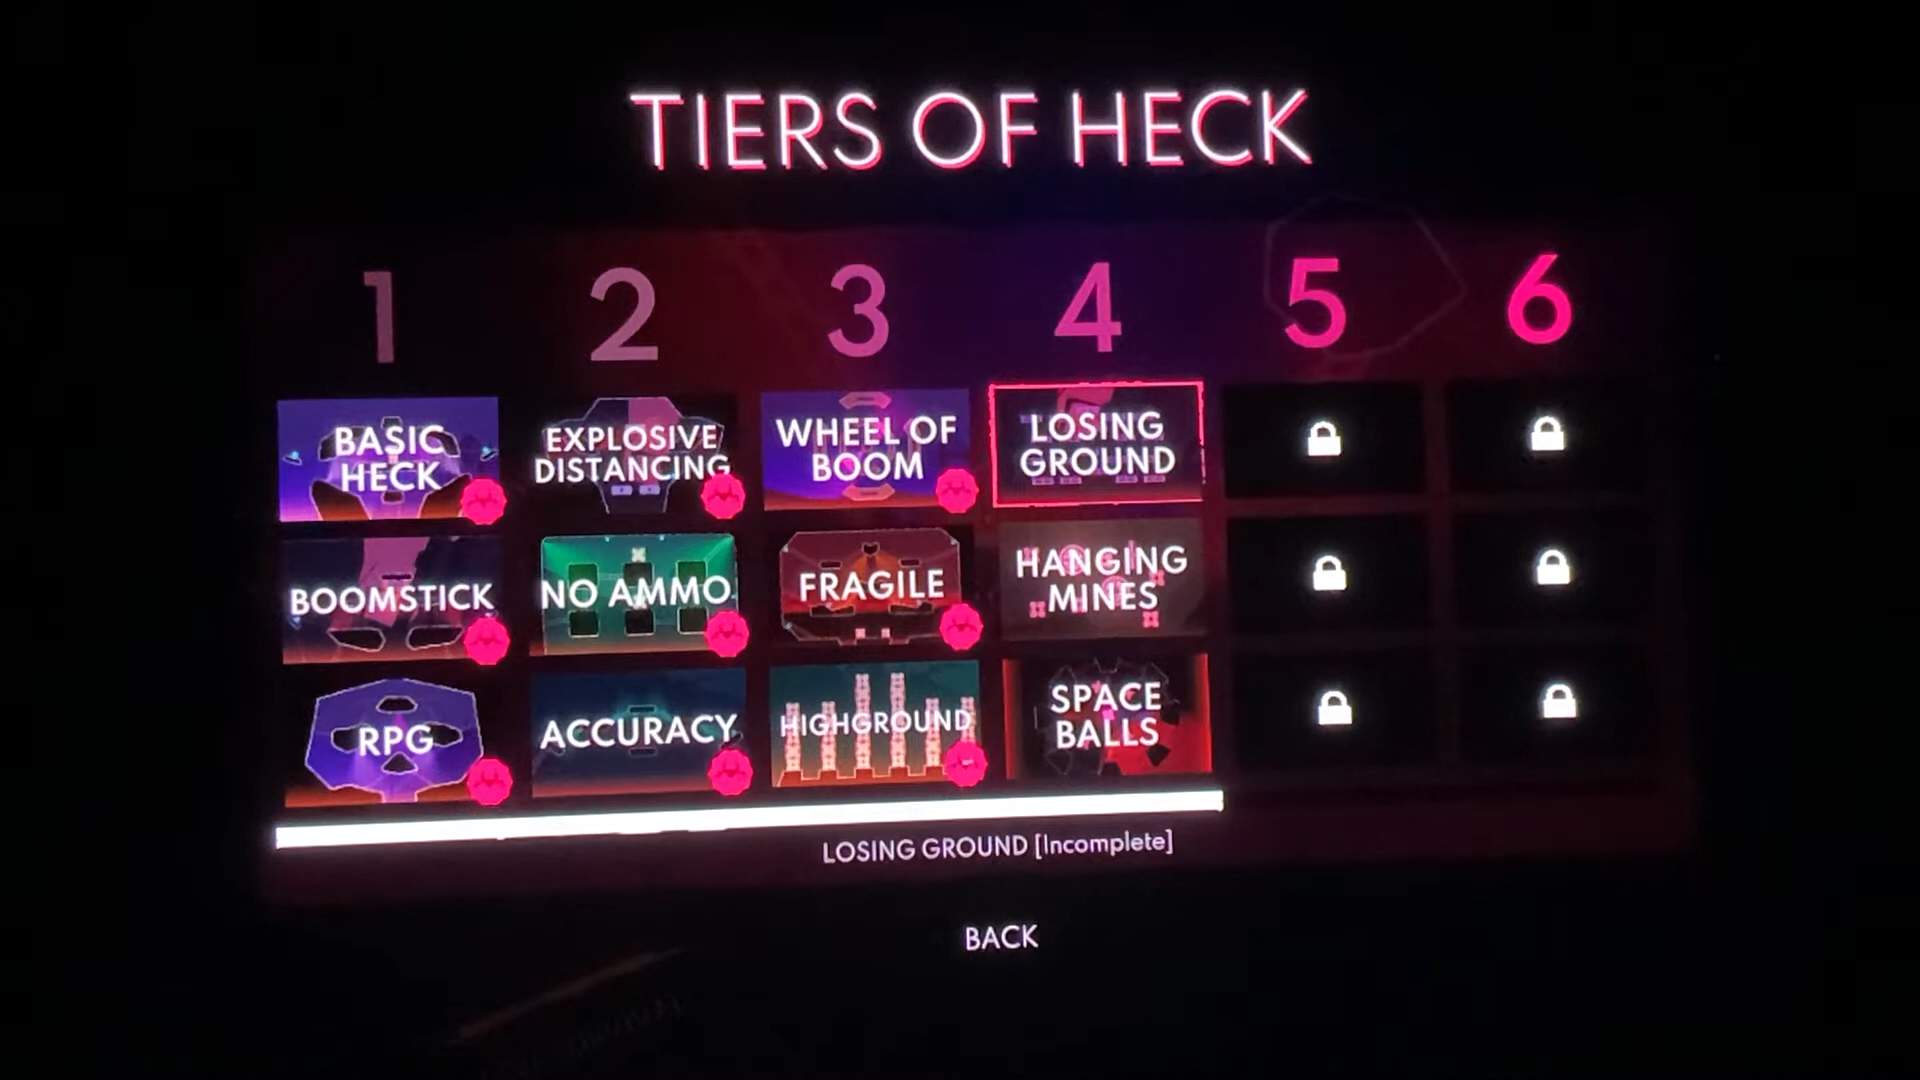 TIERS OF HECK
1 2 3 4 5 6
BASIC
HECK
EXPLOSIVE
DISTANCING
WHEEL OF
BOOM
LOSING
GROUND
BOOMSTICK
NO AMMO
FRAGILE
HANGING
MINES
RPG
ACCURACY
HIGHGROUND
SPACE
BALLS
LOSING GROUND [Incomplete]
BACK